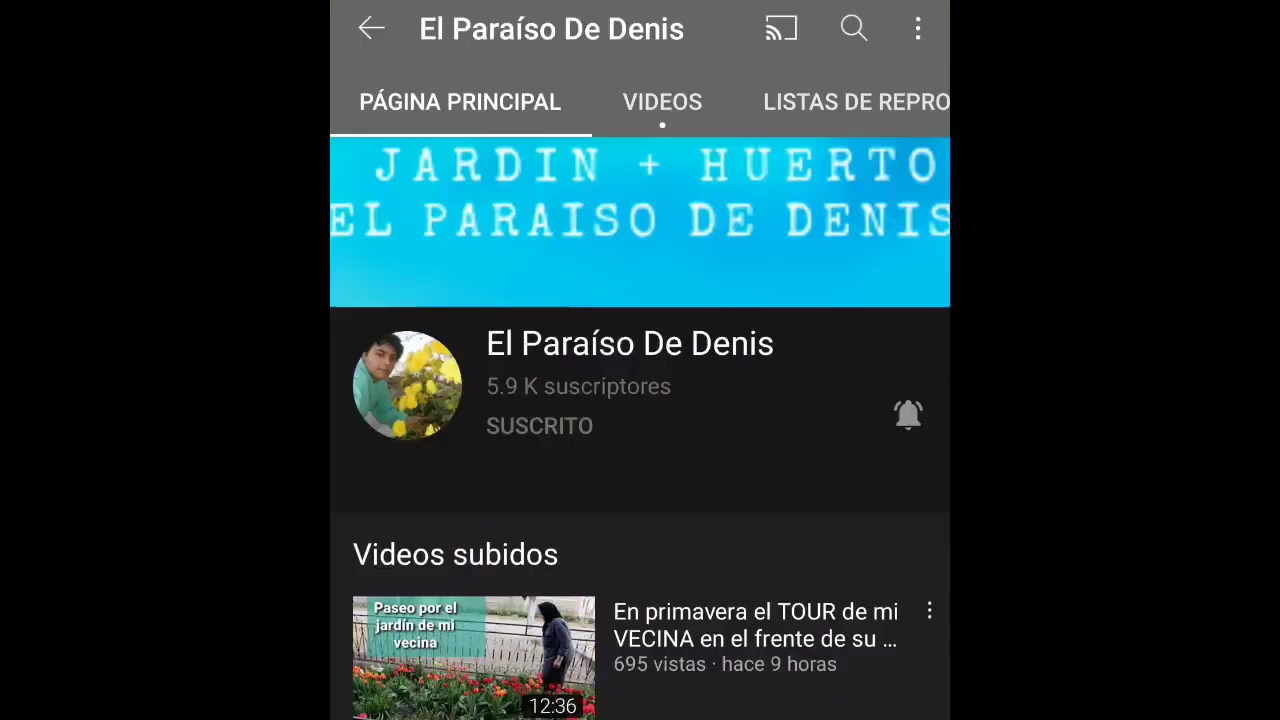 El Paraíso De Denis
PÁGINA PRINCIPAL VIDEOS LISTAS DE REPRO
JARDIN + HUERTO
EL PARAISO DE DENIS
El Paraíso De Denis
5.9 K suscriptores
SUSCRITO
Videos subidos
Paseo por el
jardín de mi
vecina
12:36
En primavera el TOUR de mi
VECINA en el frente de su ...
695 vistas · hace 9 horas